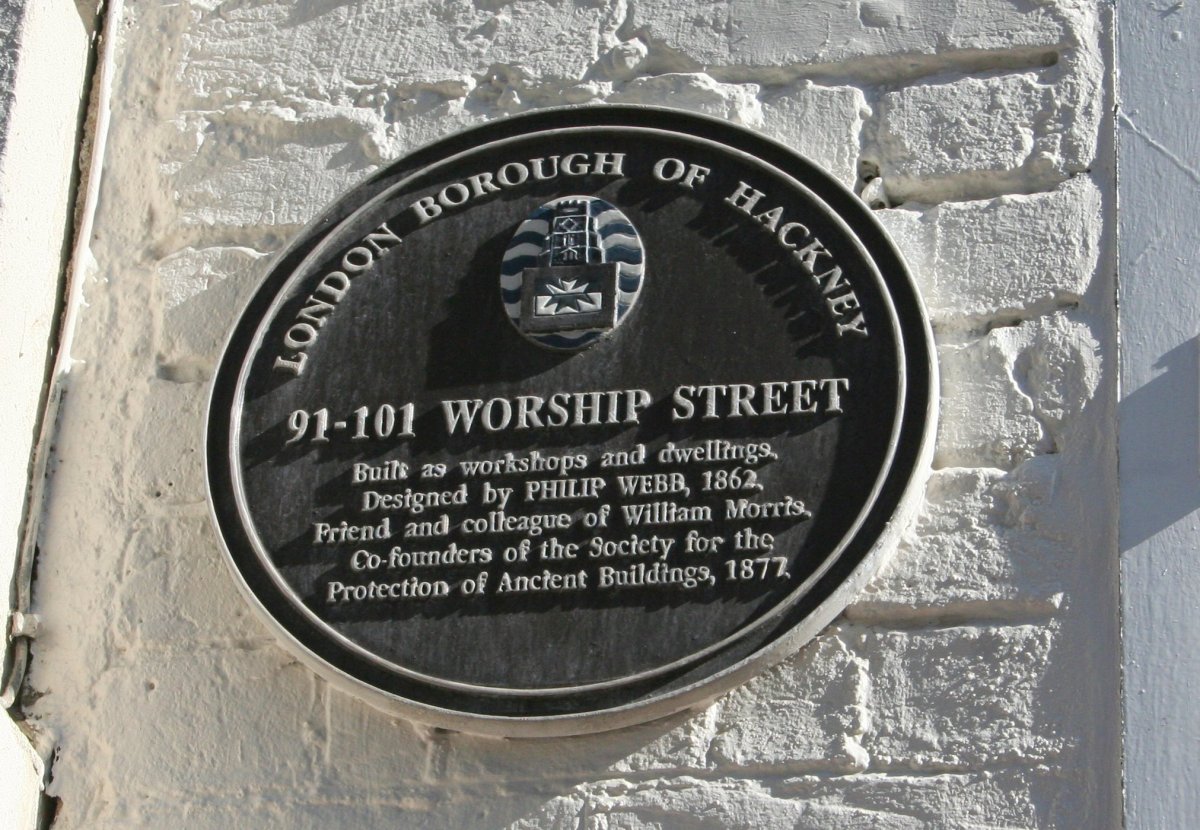 LONDON BOROUGH OF HACKNEY
91-101 WORSHIP STREET
Built as workshops and dwellings.
Designed by PHILIP WEBB, 1862,
Friend and colleague of William Morris.
Co-founders of the Society for the
Protection of Ancient Buildings, 1877.